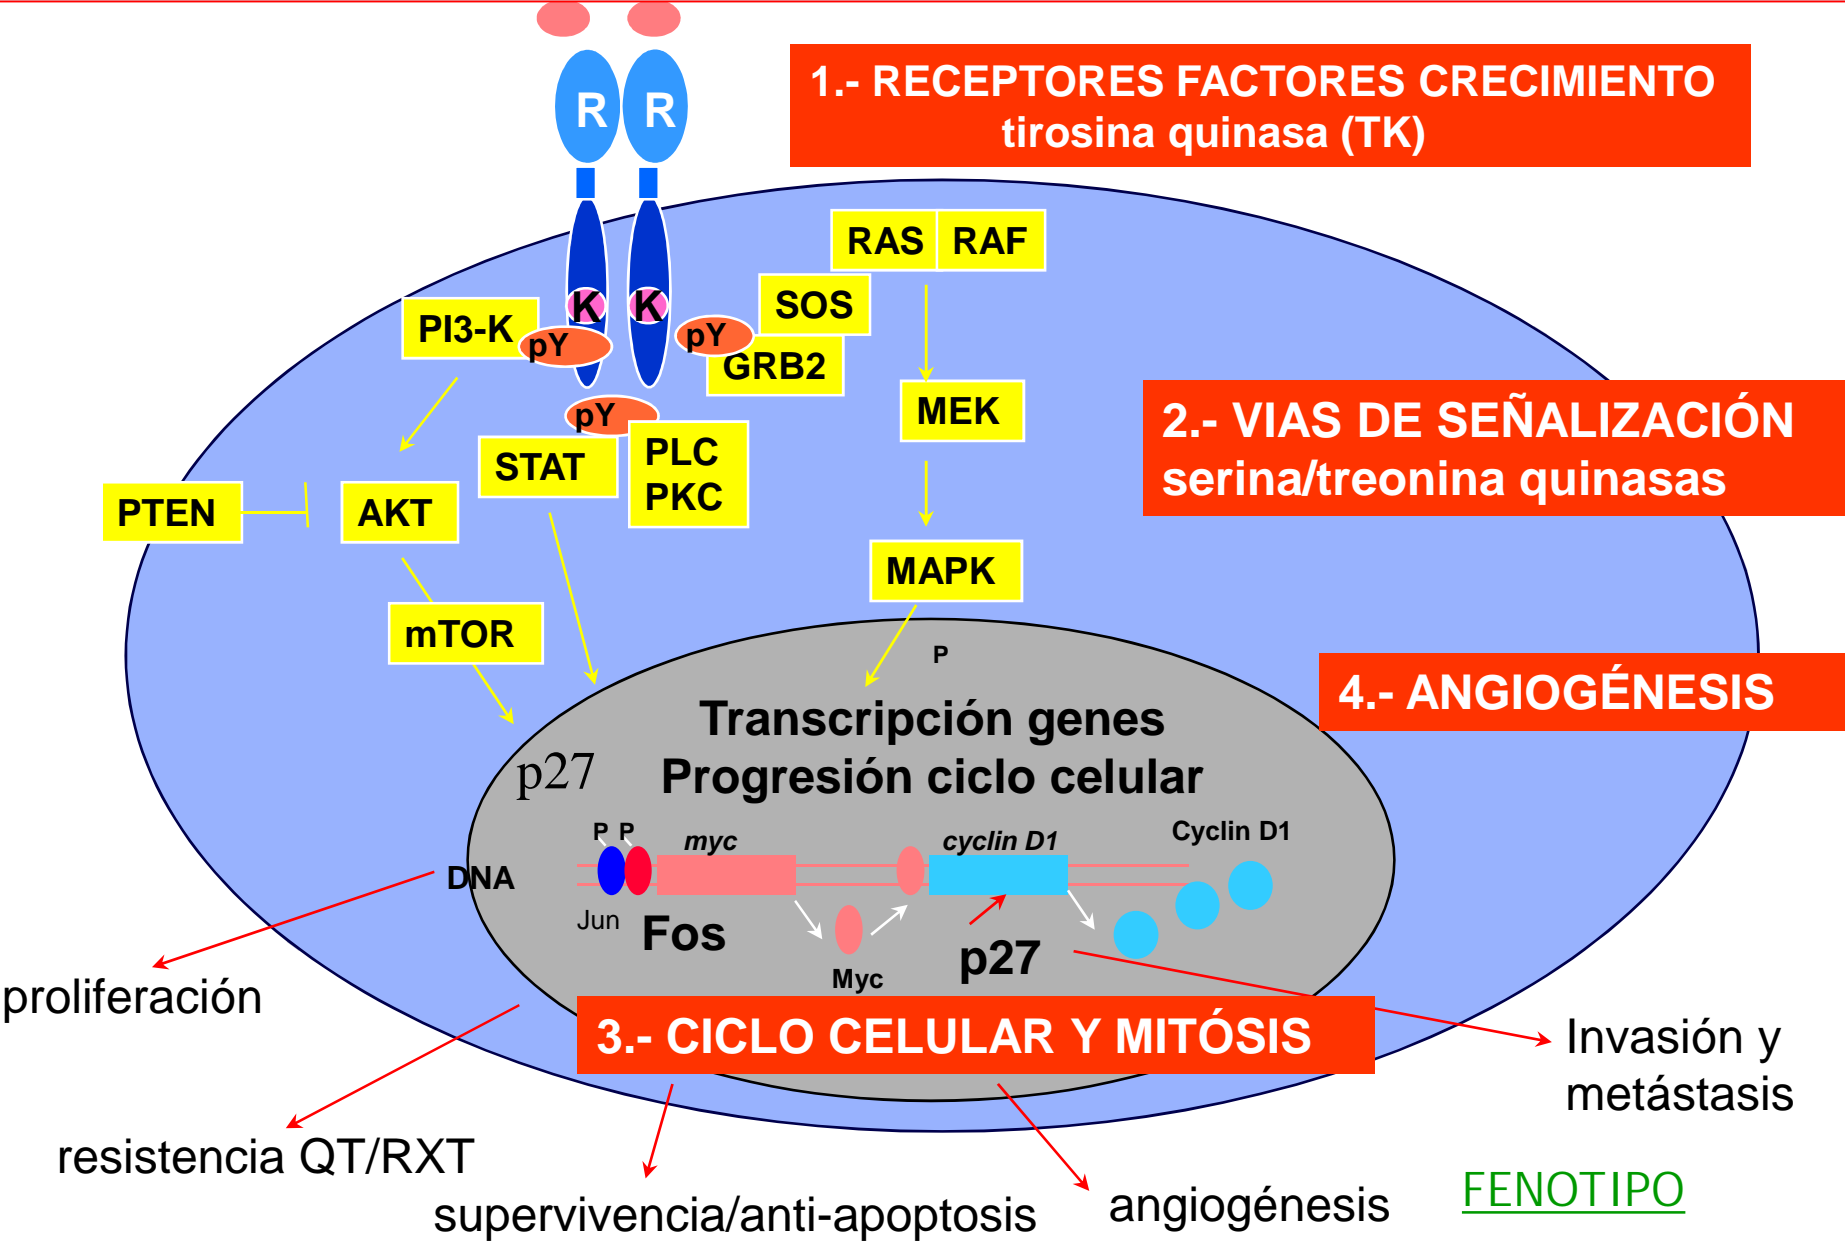 R R
1.- RECEPTORES FACTORES CRECIMIENTO
tirosina quinasa (TK)
RAS RAF
K K
SOS
PI3-K
pY
pY
GRB2
MEK
pY
2.- VIAS DE SEÑALIZACIÓN
serina/treonina quinasas
STAT
PLC
PKC
PTEN
AKT
MAPK
mTOR
P
4.- ANGIOGÉNESIS
Transcripción genes
p27
Progresión ciclo celular
P P
myc
cyclin D1
Cyclin D1
DNA
Jun
Fos
Myc
p27
proliferación
3.- CICLO CELULAR Y MITÓSIS
Invasión y
metástasis
resistencia QT/RXT
supervivencia/anti-apoptosis
angiogénesis
FENOTIPO